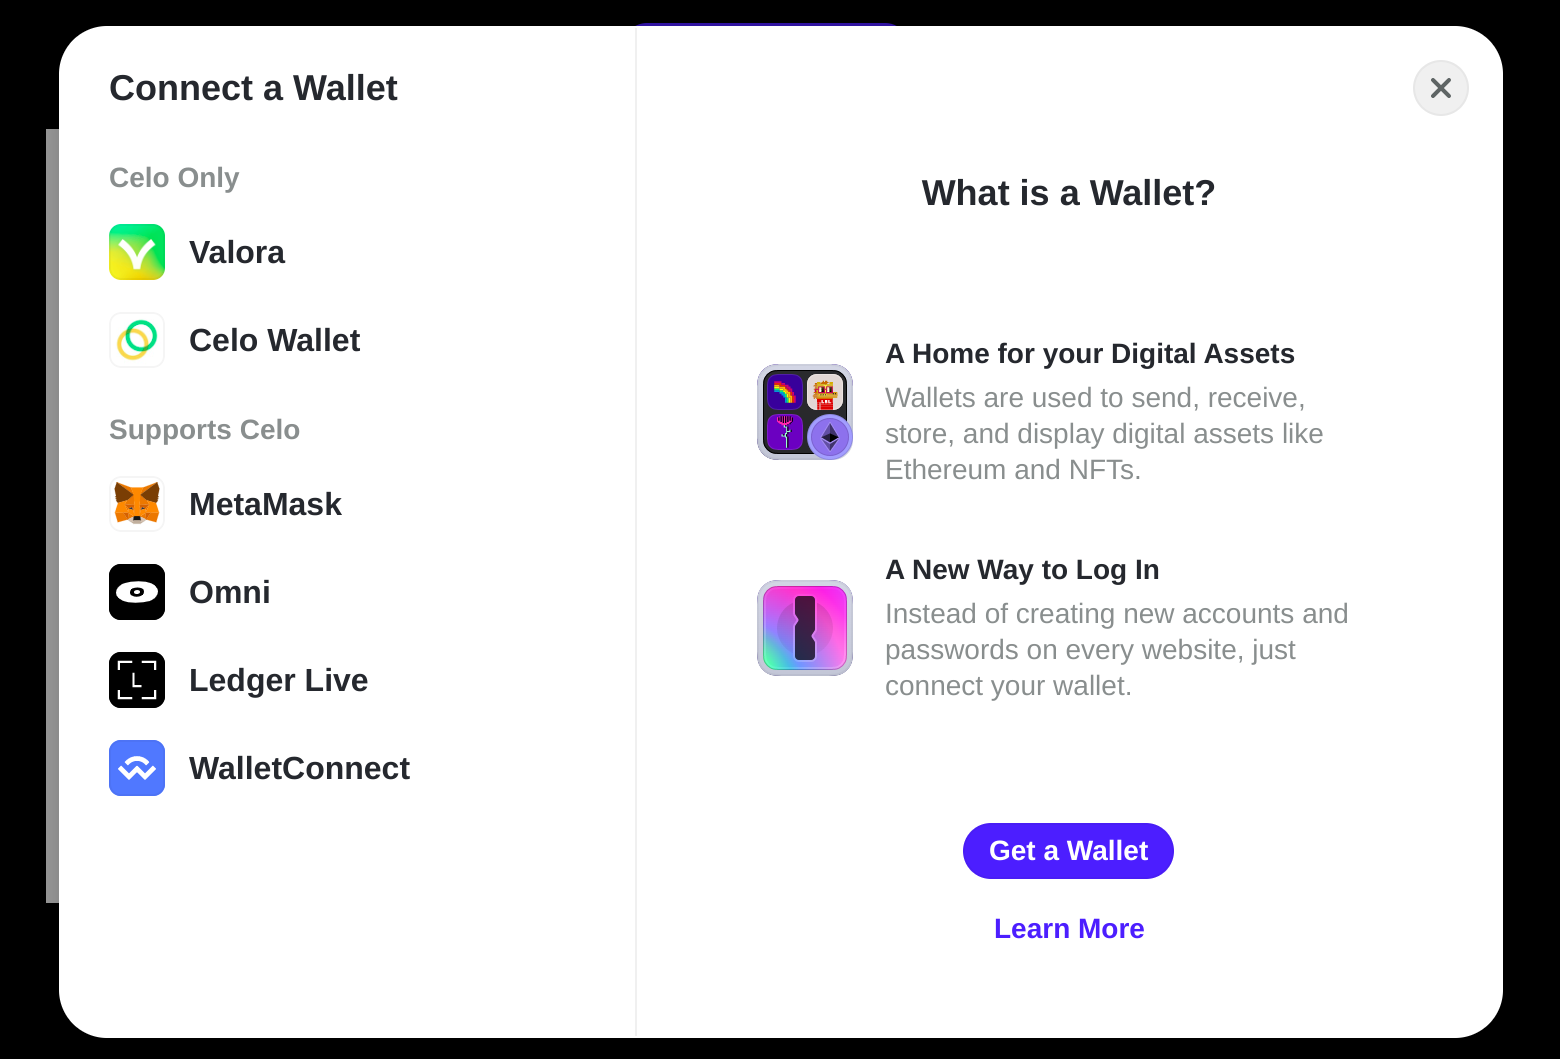 Connect a Wallet
Celo Only
Valora
Celo Wallet
Supports Celo
MetaMask
Omni
L
Ledger Live
WalletConnect
What is a Wallet?
A Home for your Digital Assets
Wallets are used to send, receive,
store, and display digital assets like
Ethereum and NFTs.
A New Way to Log In
Instead of creating new accounts and
passwords on every website, just
connect your wallet.
Get a Wallet
Learn More